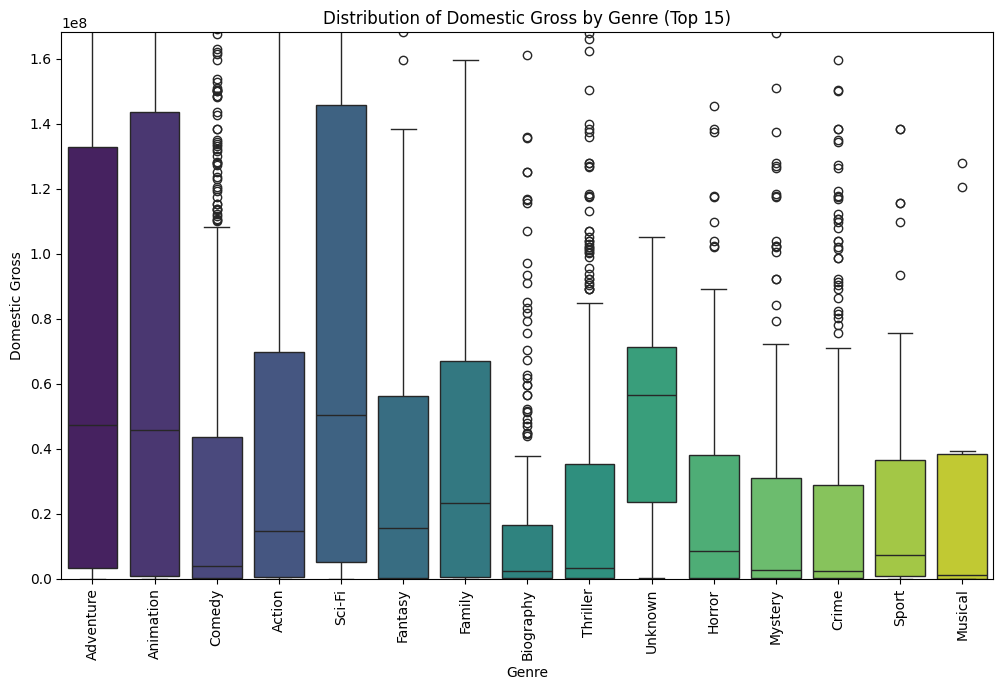 Distribution of Domestic Gross by Genre (Top 15)
1e8
1.6
1.4
1.2
1.0
0.8
0.6
0.4
0.2
0.0
Domestic Gross
Adventure
Animation
Comedy
Action
Sci-Fi
Fantasy
Family
Biography
Thriller
Unknown
Horror
Mystery
Crime
Sport
Musical
Genre